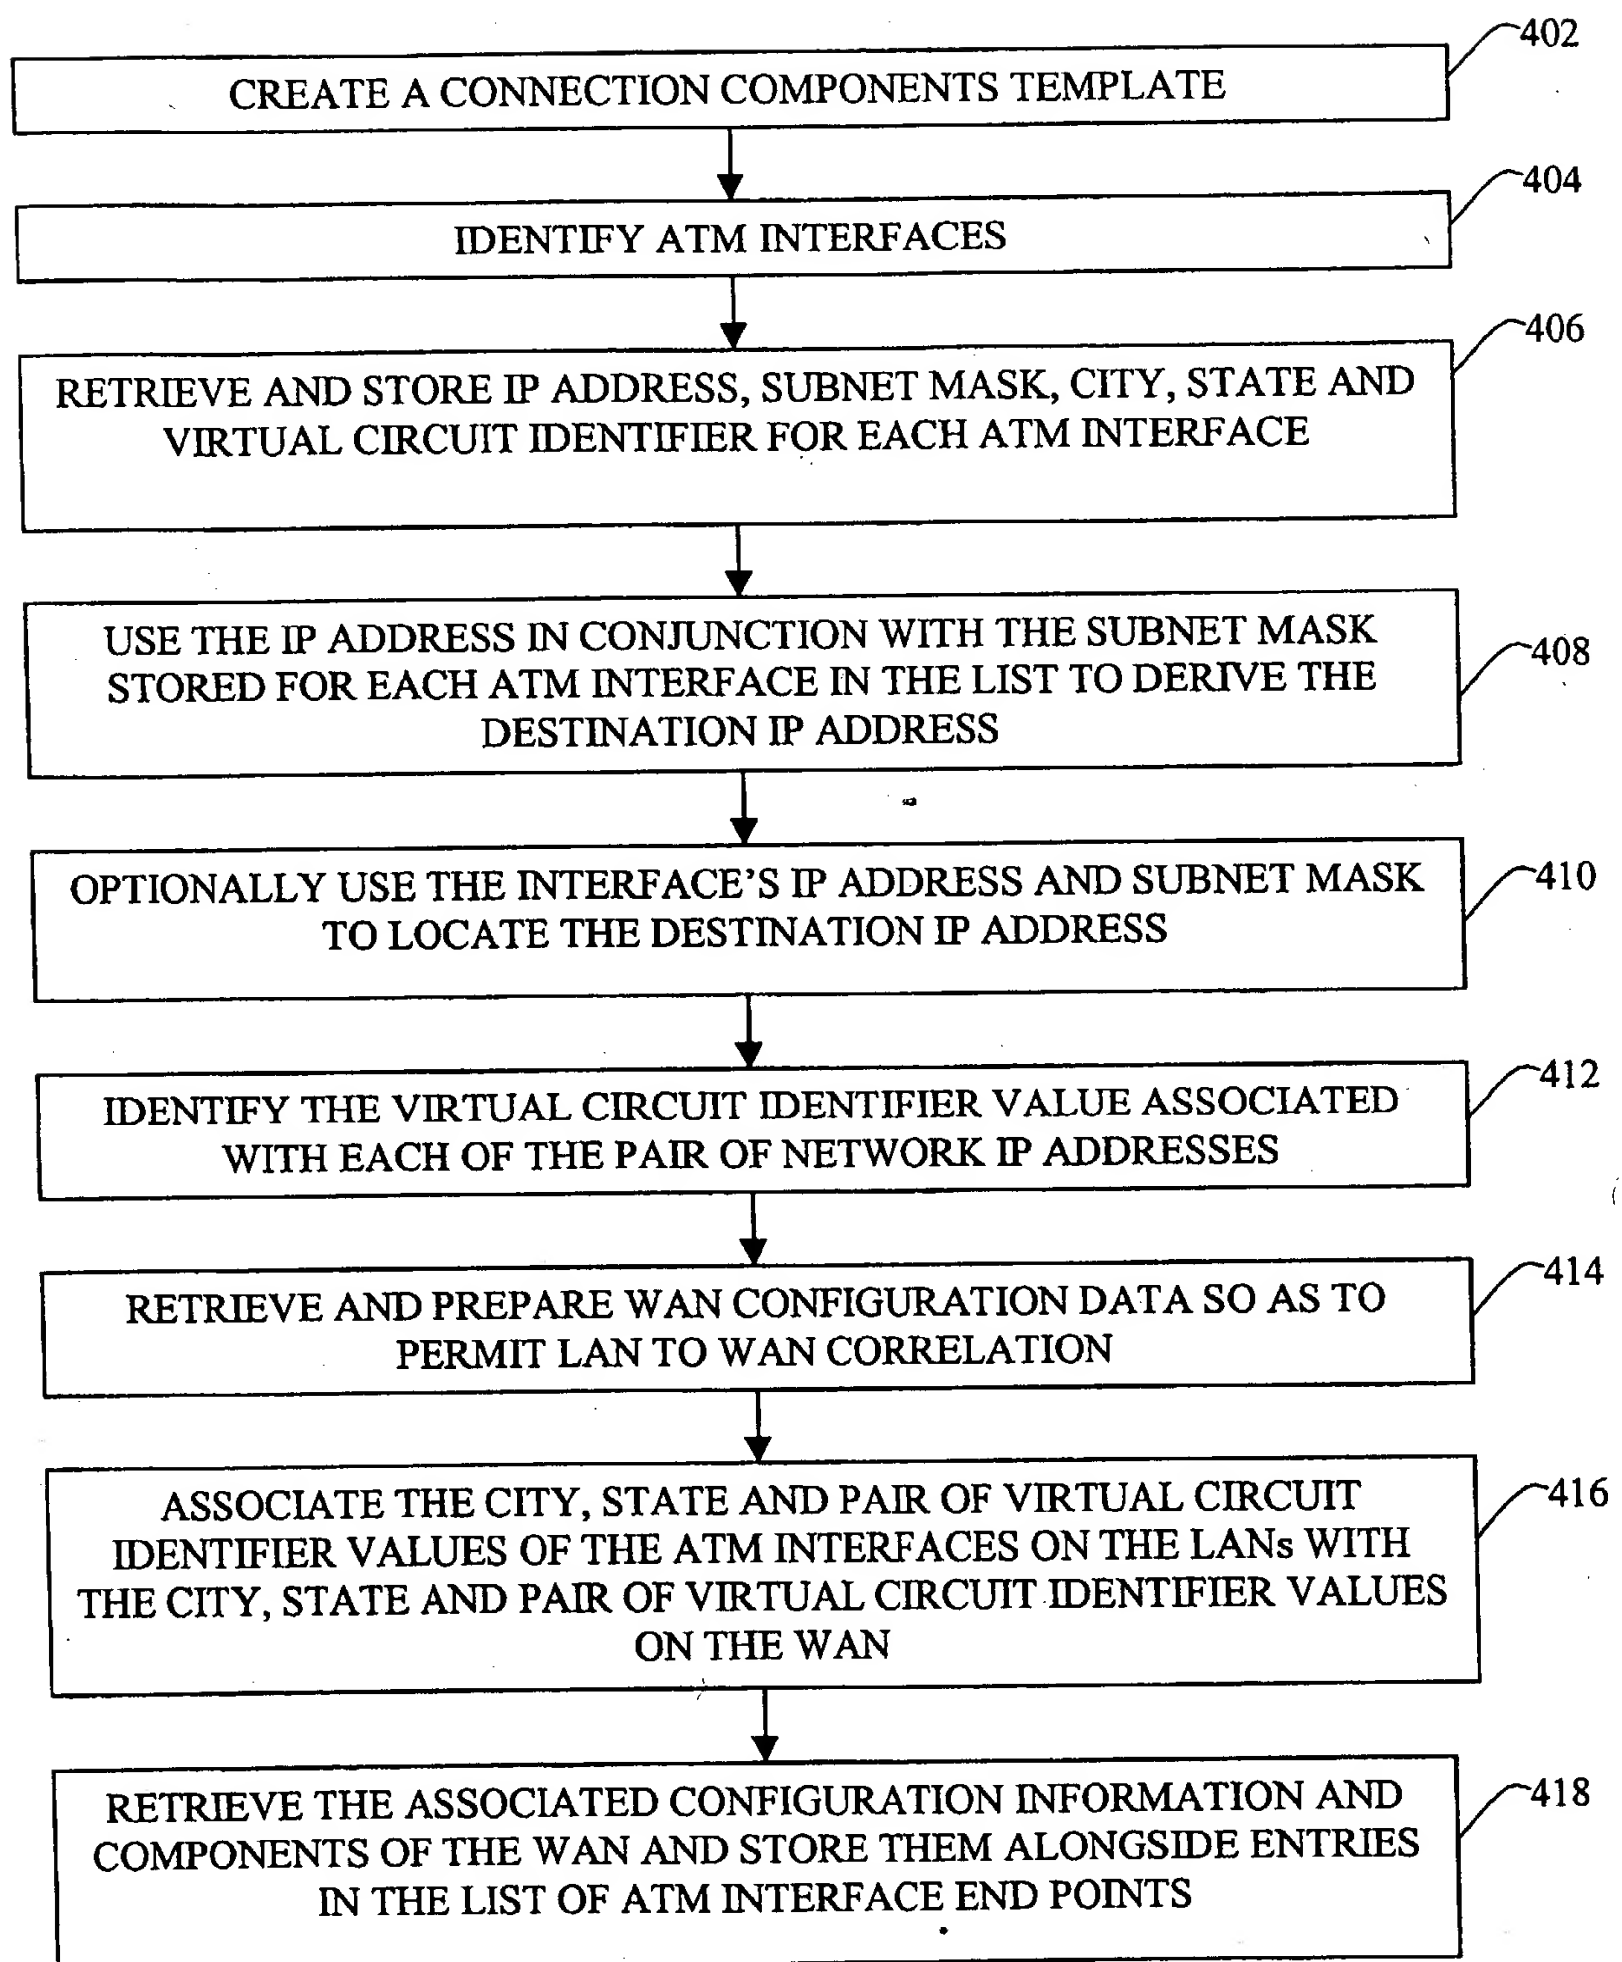 402
CREATE A CONNECTION COMPONENTS TEMPLATE
404
IDENTIFY ATM INTERFACES
406
RETRIEVE AND STORE IP ADDRESS, SUBNET MASK, CITY, STATE AND
VIRTUAL CIRCUIT IDENTIFIER FOR EACH ATM INTERFACE
408
USE THE IP ADDRESS IN CONJUNCTION WITH THE SUBNET MASK
STORED FOR EACH ATM INTERFACE IN THE LIST TO DERIVE THE
DESTINATION IP ADDRESS
410
OPTIONALLY USE THE INTERFACE'S IP ADDRESS AND SUBNET MASK
TO LOCATE THE DESTINATION IP ADDRESS
412
IDENTIFY THE VIRTUAL CIRCUIT IDENTIFIER VALUE ASSOCIATED
WITH EACH OF THE PAIR OF NETWORK IP ADDRESSES
414
RETRIEVE AND PREPARE WAN CONFIGURATION DATA SO AS TO
PERMIT LAN TO WAN CORRELATION
416
ASSOCIATE THE CITY, STATE AND PAIR OF VIRTUAL CIRCUIT
IDENTIFIER VALUES OF THE ATM INTERFACES ON THE LANs WITH
THE CITY, STATE AND PAIR OF VIRTUAL CIRCUIT IDENTIFIER VALUES
ON THE WAN
418
RETRIEVE THE ASSOCIATED CONFIGURATION INFORMATION AND
COMPONENTS OF THE WAN AND STORE THEM ALONGSIDE ENTRIES
IN THE LIST OF ATM INTERFACE END POINTS